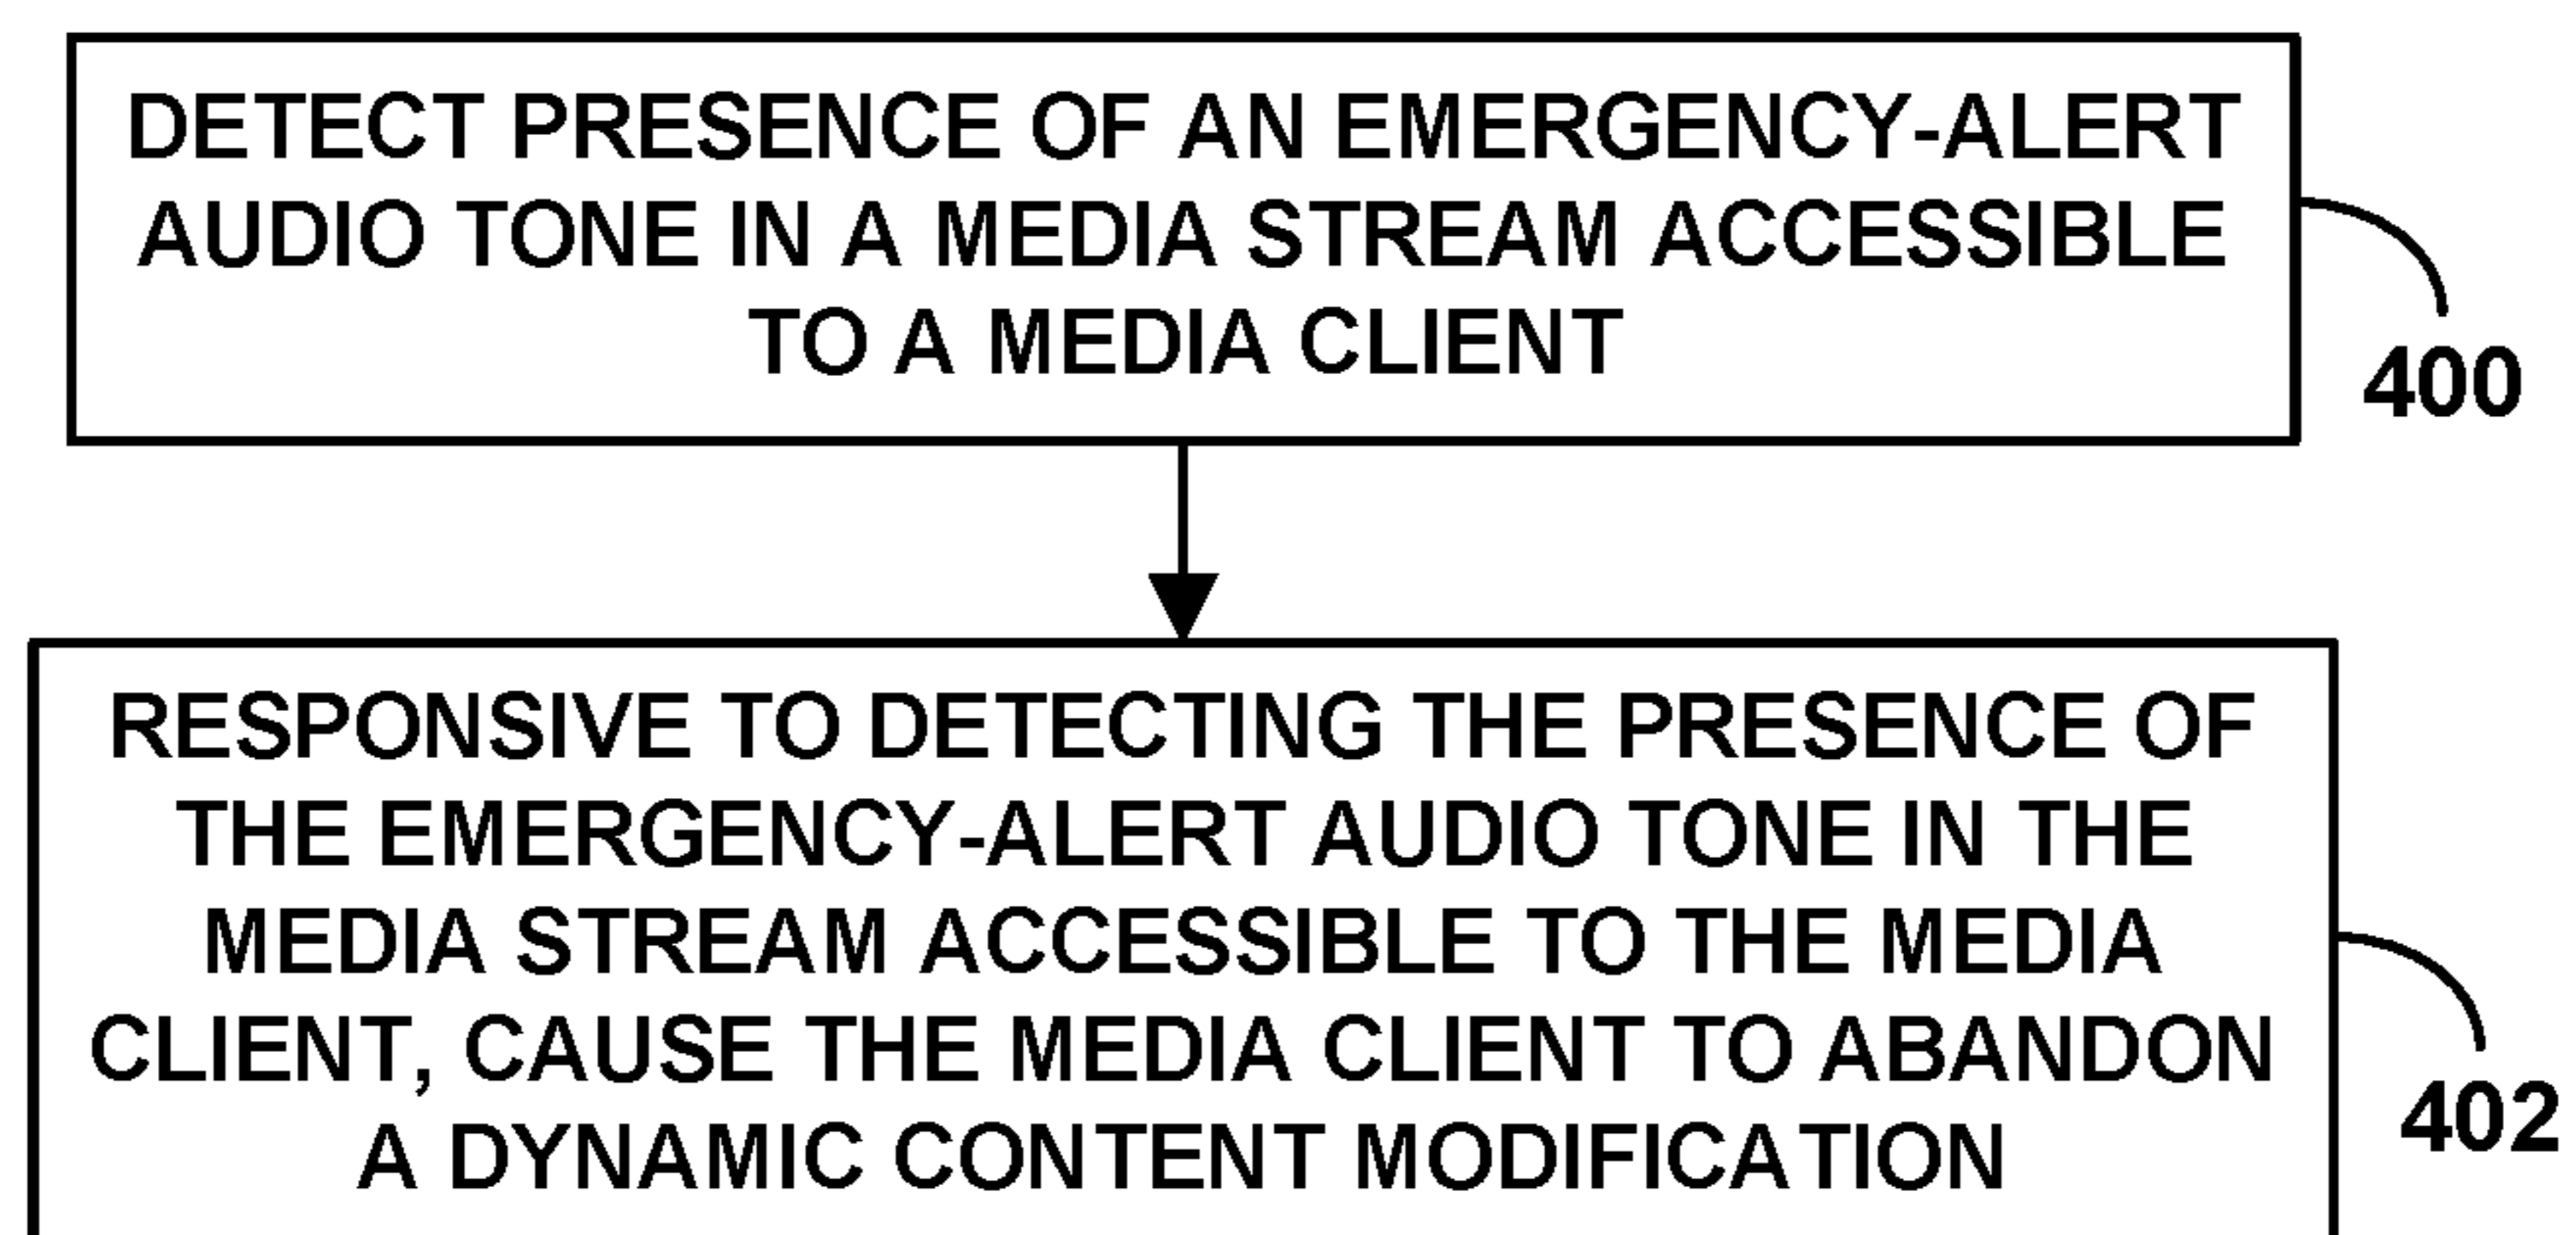 DETECT PRESENCE OF AN EMERGENCY-ALERT
AUDIO TONE IN A MEDIA STREAM ACCESSIBLE
TO A MEDIA CLIENT
400
RESPONSIVE TO DETECTING THE PRESENCE OF
THE EMERGENCY-ALERT AUDIO TONE IN THE
MEDIA STREAM ACCESSIBLE TO THE MEDIA
CLIENT, CAUSE THE MEDIA CLIENT TO ABANDON
A DYNAMIC CONTENT MODIFICATION
402